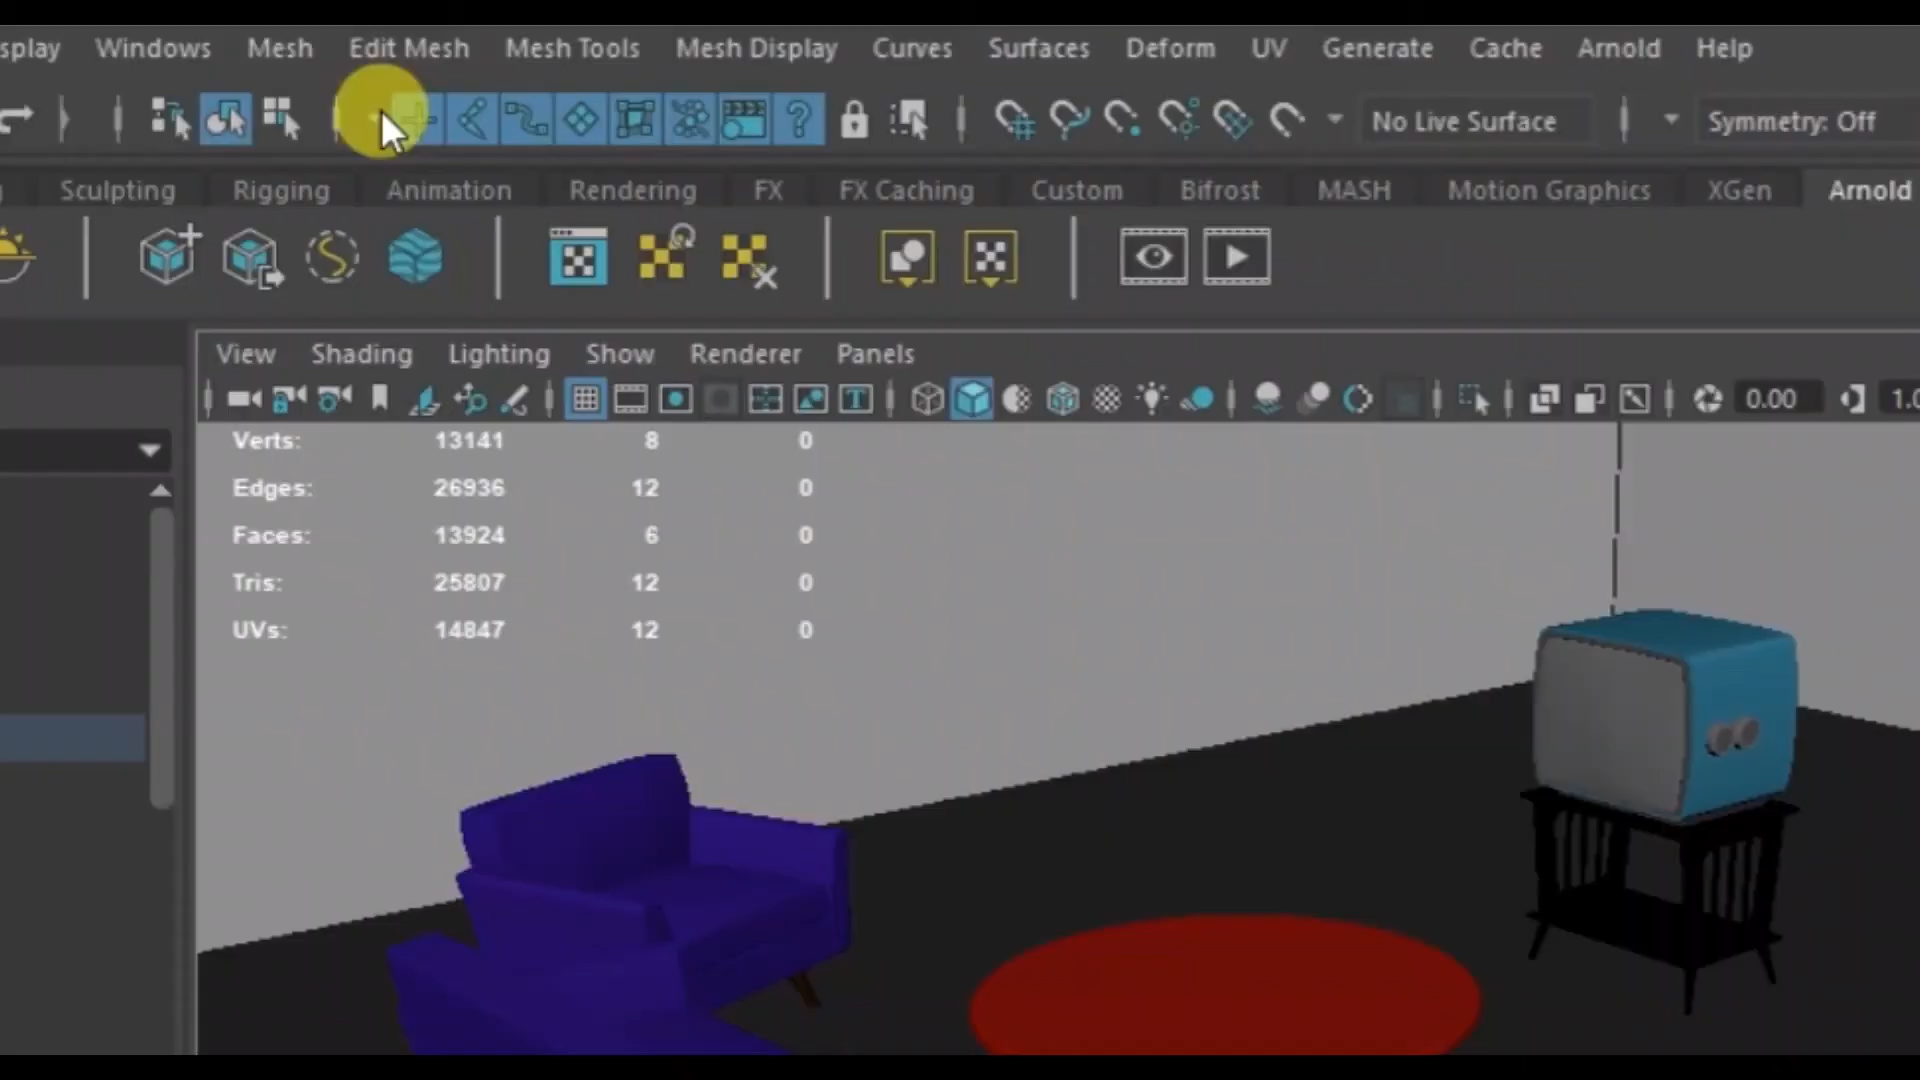 splay Windows Mesh Edit Mesh Mesh Tools Mesh Display Curves Surfaces Deform UV Generate Cache Arnold Help
No Live Surface Symmetry: Off
Sculpting Rigging Animation Rendering FX FX Caching Custom Bifrost MASH Motion Graphics XGen Arnold
View Shading Lighting Show Renderer Panels
0.00 1.0
Verts: 13141 8 0
Edges: 26936 12 0
Faces: 13924 6 0
Tris: 25807 12 0
UVs: 14847 12 0